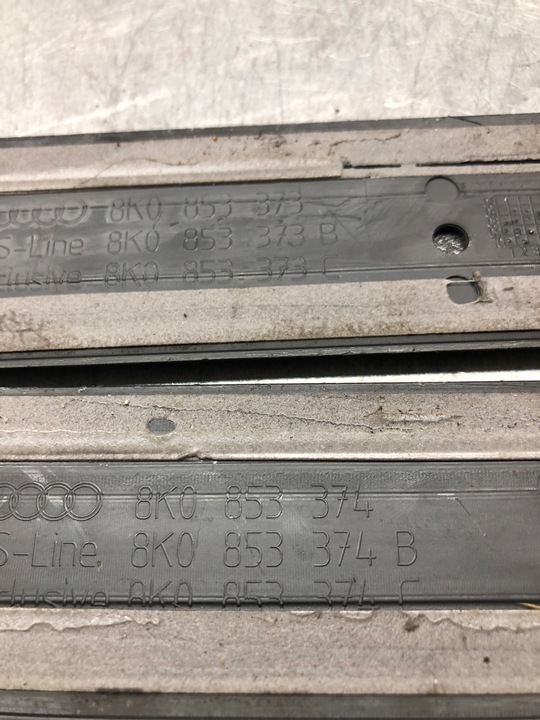 8K0 853 373
S-Line 8K0 853 373 B
clusive 8K0 853 373 C
8K0 853 374
S-Line 8K0 853 374 B
clusive 8K0 853 374 C